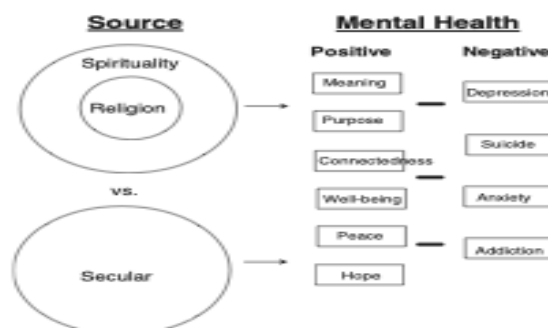 Source
Mental Health
Positive
Negative
Spirituality
Religion
vs.
Secular
Meaning
Purpose
Connectedness
Well-being
Peace
Hope
Depression
Suicide
Anxiety
Addiction